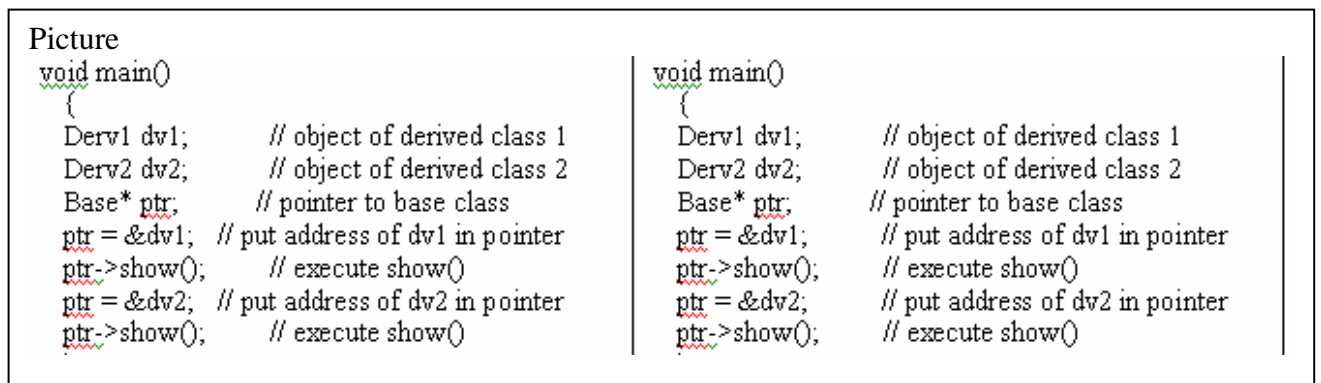 Picture
void main()
{
Derv1 dv1; // object of derived class 1
Derv2 dv2; // object of derived class 2
Base* ptr; // pointer to base class
ptr = &dv1; // put address of dv1 in pointer
ptr->show(); // execute show()
ptr = &dv2; // put address of dv2 in pointer
ptr->show(); // execute show()
void main()
{
Derv1 dv1; // object of derived class 1
Derv2 dv2; // object of derived class 2
Base* ptr; // pointer to base class
ptr = &dv1; // put address of dv1 in pointer
ptr->show(); // execute show()
ptr = &dv2; // put address of dv2 in pointer
ptr->show(); // execute show()